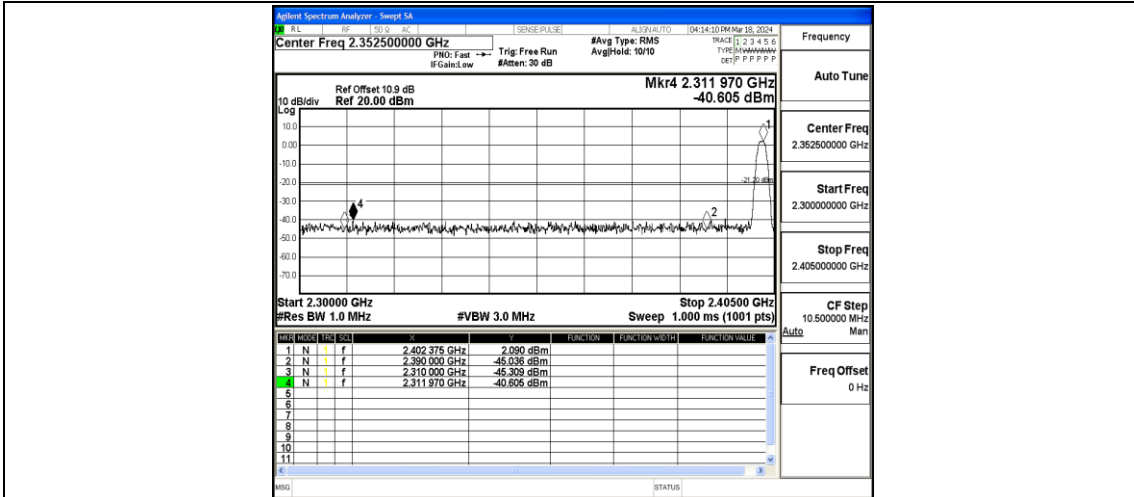 Agilent Spectrum Analyzer - Swept SA
RL RF 50 Ω AC SENSE:PULSE ALIGN AUTO 04:14:10 PM Mar 18, 2024
Center Freq 2.352500000 GHz
PNO: Fast
IFGain:Low
Trig: Free Run
#Atten: 30 dB
#Avg Type: RMS
Avg|Hold: 10/10
TRACE 1 2 3 4 5 6
TYPE
DET P P P P P P
Frequency
Mkr4 2.311 970 GHz
-40.605 dBm
Ref Offset 10.9 dB
10 dB/div Ref 20.00 dBm
Log
10.0
0.00
-10.0
-20.0
-30.0
-40.0
-50.0
-60.0
-70.0
1
-21.20 dBm
4
2
Start 2.30000 GHz Stop 2.40500 GHz
#Res BW 1.0 MHz #VBW 3.0 MHz Sweep 1.000 ms (1001 pts)
MKR MODE TRC SCL X Y FUNCTION FUNCTION WIDTH FUNCTION VALUE
1 N 1 f 2.402 375 GHz 2.090 dBm
2 N 1 f 2.390 000 GHz -45.036 dBm
3 N 1 f 2.310 000 GHz -45.309 dBm
4 N 1 f 2.311 970 GHz -40.605 dBm
5
6
7
8
9
10
11
MSG STATUS
Auto Tune
Center Freq
2.352500000 GHz
Start Freq
2.300000000 GHz
Stop Freq
2.405000000 GHz
CF Step
10.500000 MHz
Auto Man
Freq Offset
0 Hz